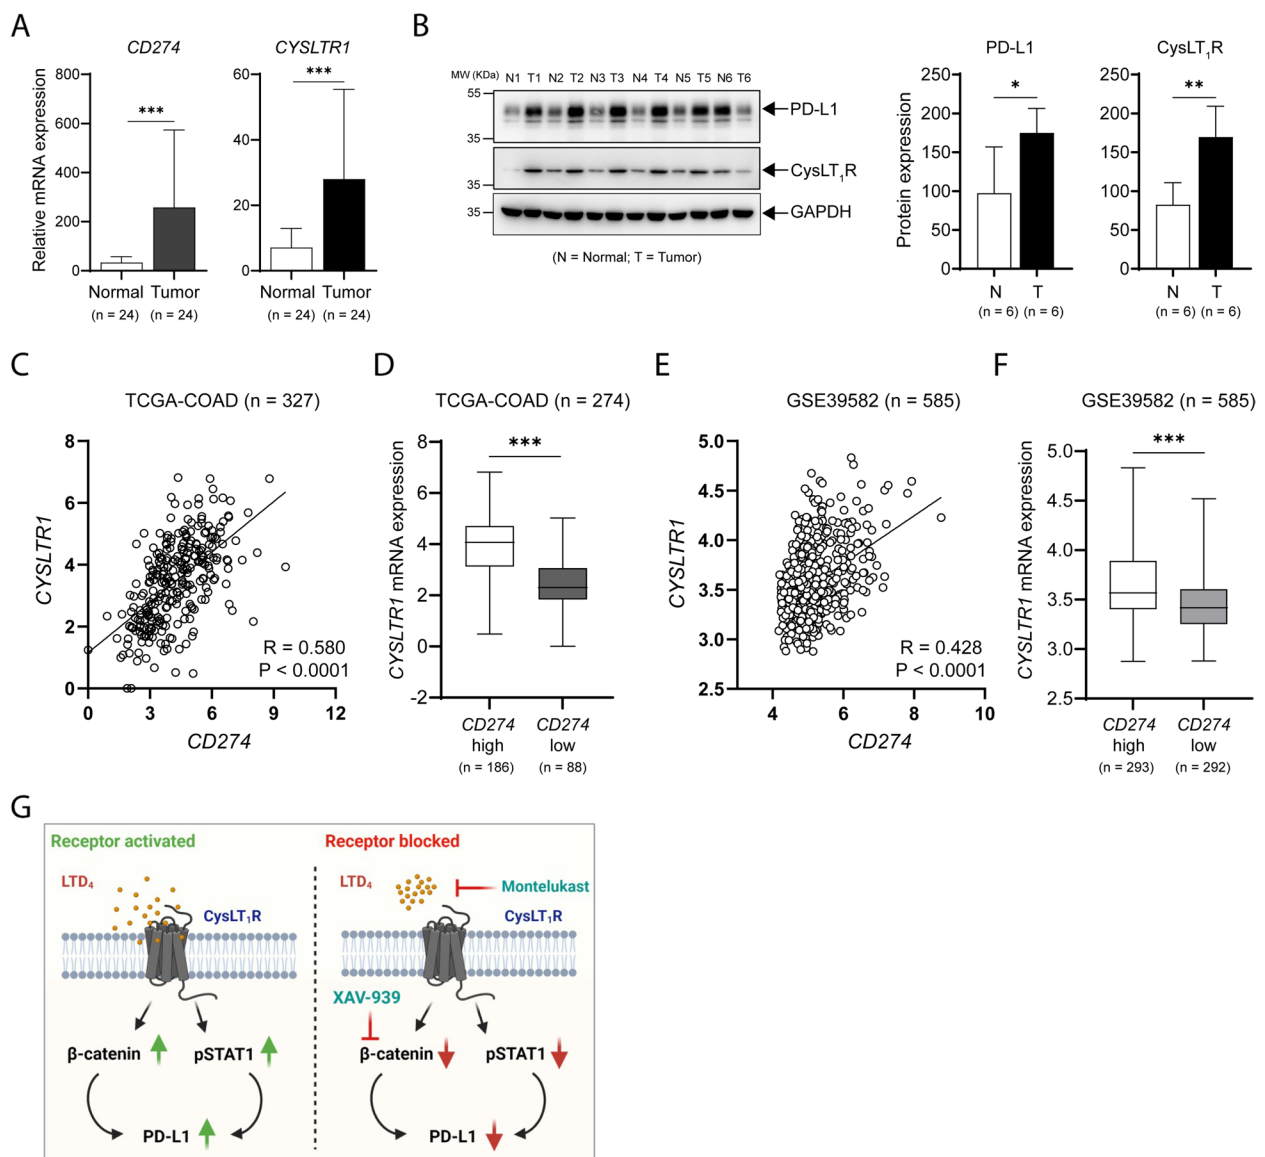 A
CD274
CYSLTR1
Relative mRNA expression
800
600
400
200
0
***
Normal Tumor
(n = 24) (n = 24)
60
40
20
0
***
Normal Tumor
(n = 24) (n = 24)
B
MW (KDa) N1 T1 N2 T2 N3 T3 N4 T4 N5 T5 N6 T6
55
35
PD-L1
35
CysLT1R
35
GAPDH
(N = Normal; T = Tumor)
PD-L1
Protein expression
250
200
150
100
50
0
*
N T
(n = 6) (n = 6)
CysLT1R
250
200
150
100
50
0
**
N T
(n = 6) (n = 6)
C
TCGA-COAD (n = 327)
CYSLTR1
8
6
4
2
0
R = 0.580
P < 0.0001
0 3 6 9 12
CD274
D
TCGA-COAD (n = 274)
CYSLTR1 mRNA expression
8
6
4
2
0
-2
***
CD274 CD274
high low
(n = 186) (n = 88)
E
GSE39582 (n = 585)
CYSLTR1
5.0
4.5
4.0
3.5
3.0
2.5
R = 0.428
P < 0.0001
4 6 8 10
CD274
F
GSE39582 (n = 585)
CYSLTR1 mRNA expression
5.0
4.5
4.0
3.5
3.0
2.5
***
CD274 CD274
high low
(n = 293) (n = 292)
G
Receptor activated
LTD4
CysLT1R
β-catenin
pSTAT1
PD-L1
Receptor blocked
LTD4
Montelukast
CysLT1R
XAV-939
β-catenin
pSTAT1
PD-L1